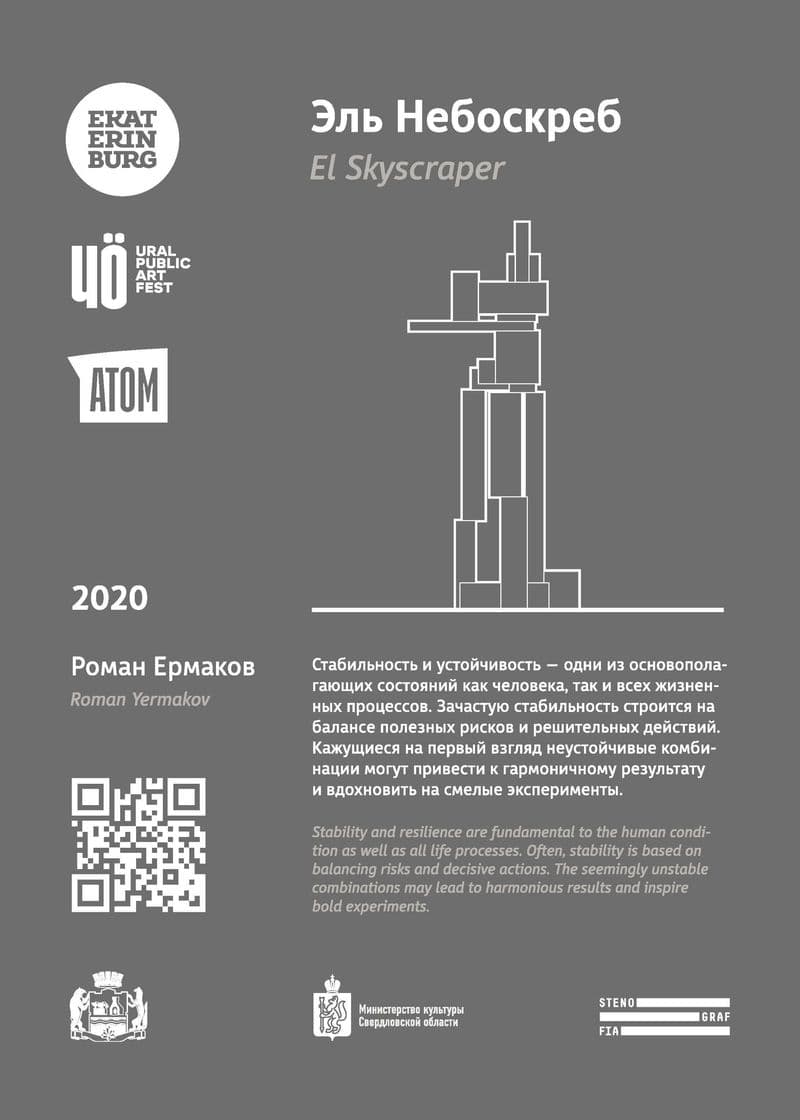 EKAT
ERIN
BURG
Эль Небоскреб
El Skyscraper
ЧÖ
URAL
PUBLIC
ART
FEST
АТОМ
2020
Роман Ермаков
Roman Yermakov
Стабильность и устойчивость — одни из основопола-
гающих состояний как человека, так и всех жизнен-
ных процессов. Зачастую стабильность строится на
балансе полезных рисков и решительных действий.
Кажущиеся на первый взгляд неустойчивые комби-
нации могут привести к гармоничному результату
и вдохновить на смелые эксперименты.
Stability and resilience are fundamental to the human condi-
tion as well as all life processes. Often, stability is based on
balancing risks and decisive actions. The seemingly unstable
combinations may lead to harmonious results and inspire
bold experiments.
Министерство культуры
Свердловской области
STENO
GRAF
FIA